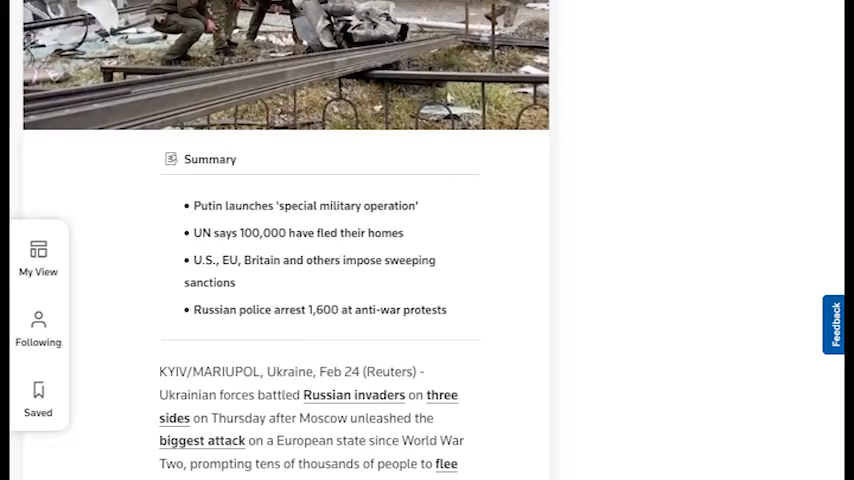 Summary
• Putin launches 'special military operation'
• UN says 100,000 have fled their homes
• U.S., EU, Britain and others impose sweeping
sanctions
• Russian police arrest 1,600 at anti-war protests
My View
Following
Saved
Feedback
KYIV/MARIUPOL, Ukraine, Feb 24 (Reuters) -
Ukrainian forces battled Russian invaders on three
sides on Thursday after Moscow unleashed the
biggest attack on a European state since World War
Two, prompting tens of thousands of people to flee